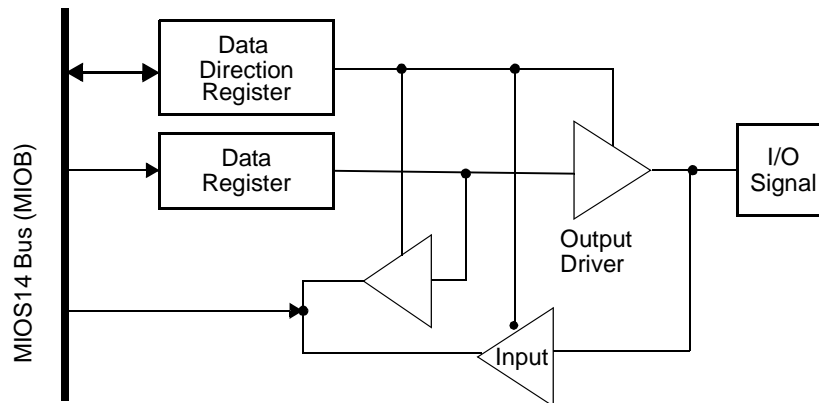 Data
Direction
Register
Data
Register
I/O
Signal
Output
Driver
Input
MIOS14 Bus (MIOB)